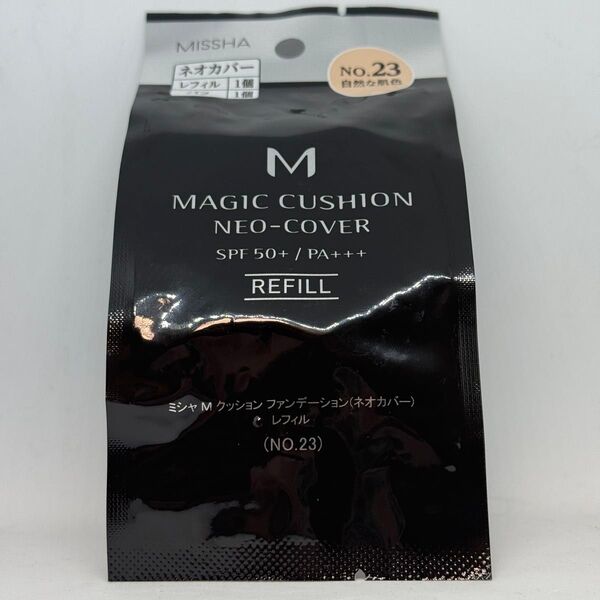 MISSHA
ネオカバー
レフィル 1個
1個
NO.23
自然な肌色
M
MAGIC CUSHION
NEO-COVER
SPF 50+ / PA+++
REFILL
ミシャ M クッション ファンデーション(ネオカバー)
レフィル
(NO.23)